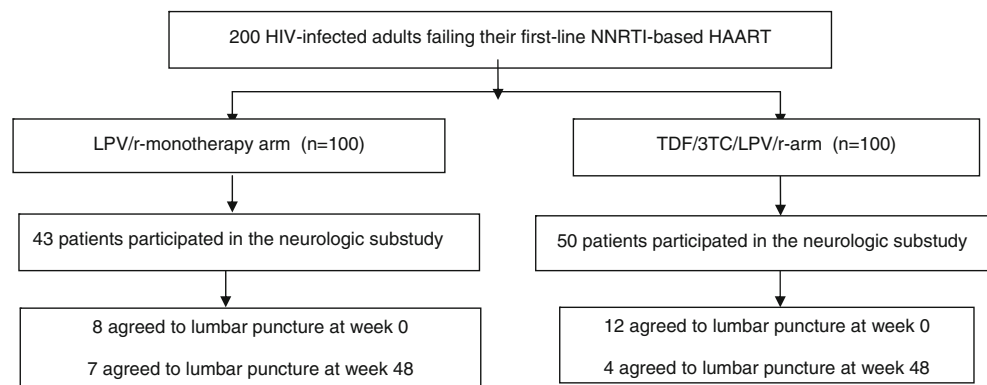 200 HIV-infected adults failing their first-line NNRTI-based HAART
LPV/r-monotherapy arm (n=100)
TDF/3TC/LPV/r-arm (n=100)
43 patients participated in the neurologic substudy
50 patients participated in the neurologic substudy
8 agreed to lumbar puncture at week 0
7 agreed to lumbar puncture at week 48
12 agreed to lumbar puncture at week 0
4 agreed to lumbar puncture at week 48